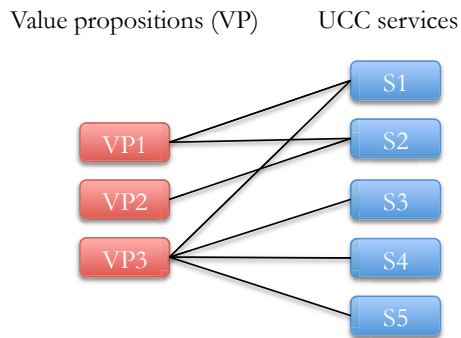 Value propositions (VP)
UCC services
S1
VP1
S2
VP2
S3
VP3
S4
S5